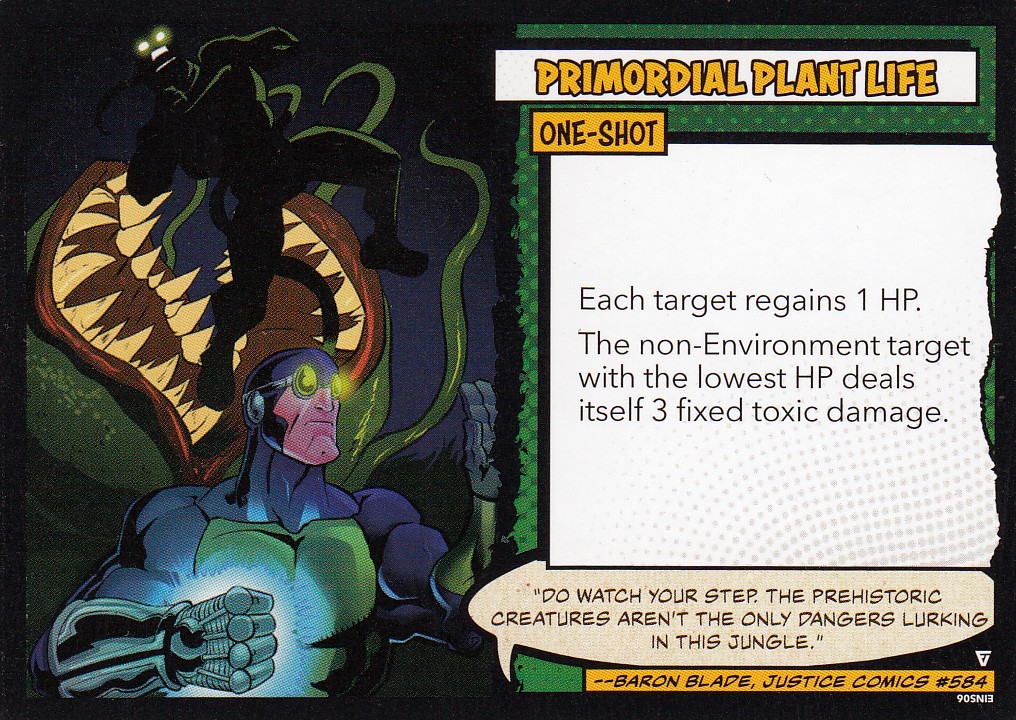 PRIMORDIAL PLANT LIFE
ONE-SHOT
Each target regains 1 HP.
The non-Environment target
with the lowest HP deals
itself 3 fixed toxic damage.
"DO WATCH YOUR STEP. THE PREHISTORIC
CREATURES AREN'T THE ONLY DANGERS LURKING
IN THIS JUNGLE."
--BARON BLADE, JUSTICE COMICS #584
90SNI3